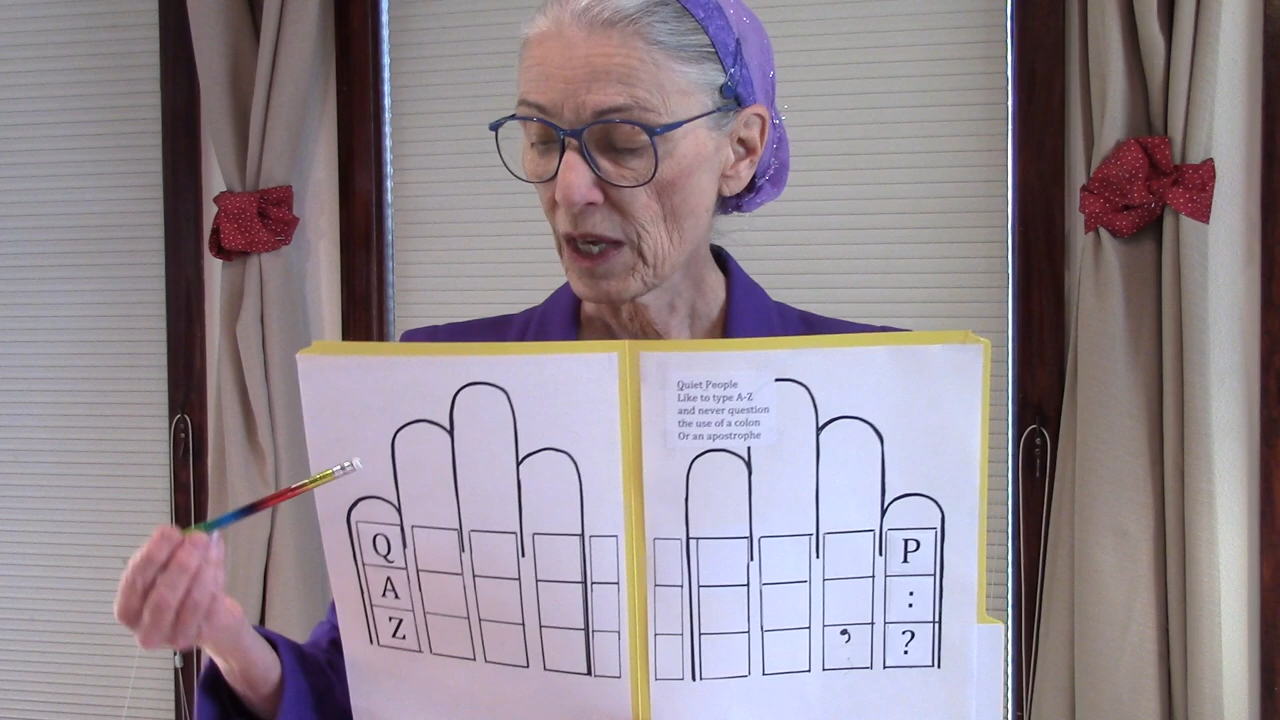 Quiet People
Like to type A-Z
and never question
the use of a colon
Or an apostrophe
Q P
A :
Z , ?